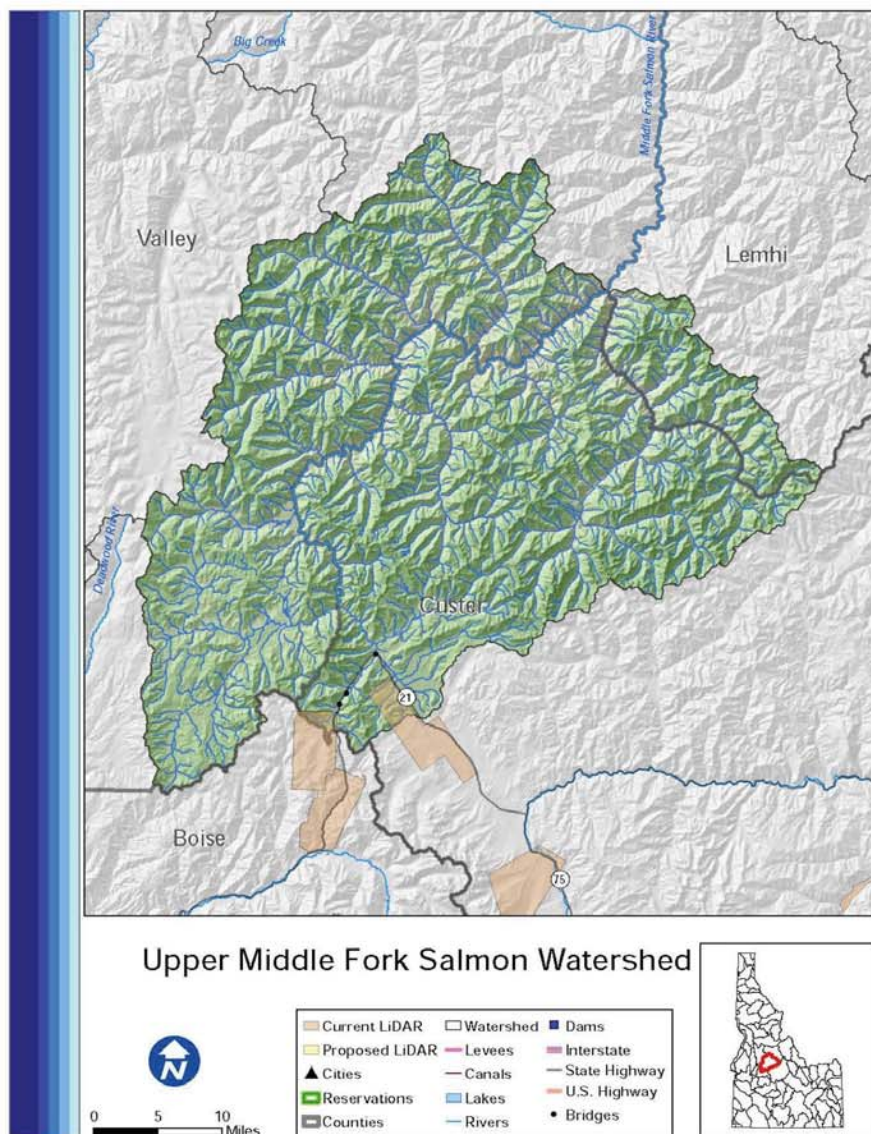 Big Creek
Middle Fork Salmon River
Valley
Lemhi
Deadwood River
Custer
21
Boise
75
Upper Middle Fork Salmon Watershed
N
0 5 10
Miles
Current LiDAR
Proposed LiDAR
Cities
Reservations
Counties
Watershed
Levees
Canals
Lakes
Rivers
Dams
Interstate
State Highway
U.S. Highway
Bridges